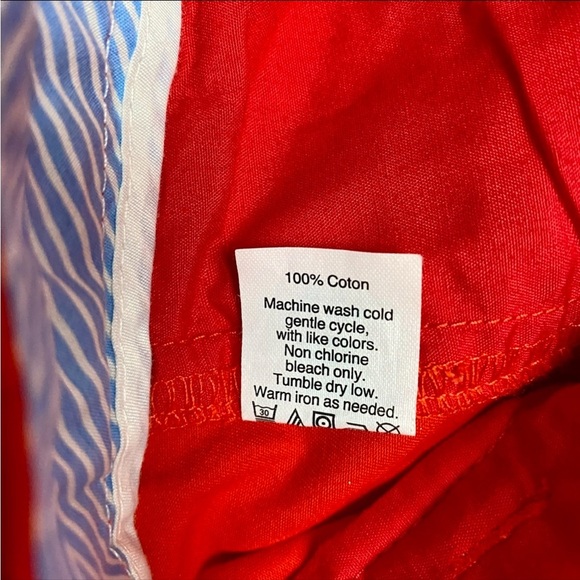 100% Coton
Machine wash cold
gentle cycle,
with like colors.
Non chlorine
bleach only.
Tumble dry low.
Warm iron as needed.
30